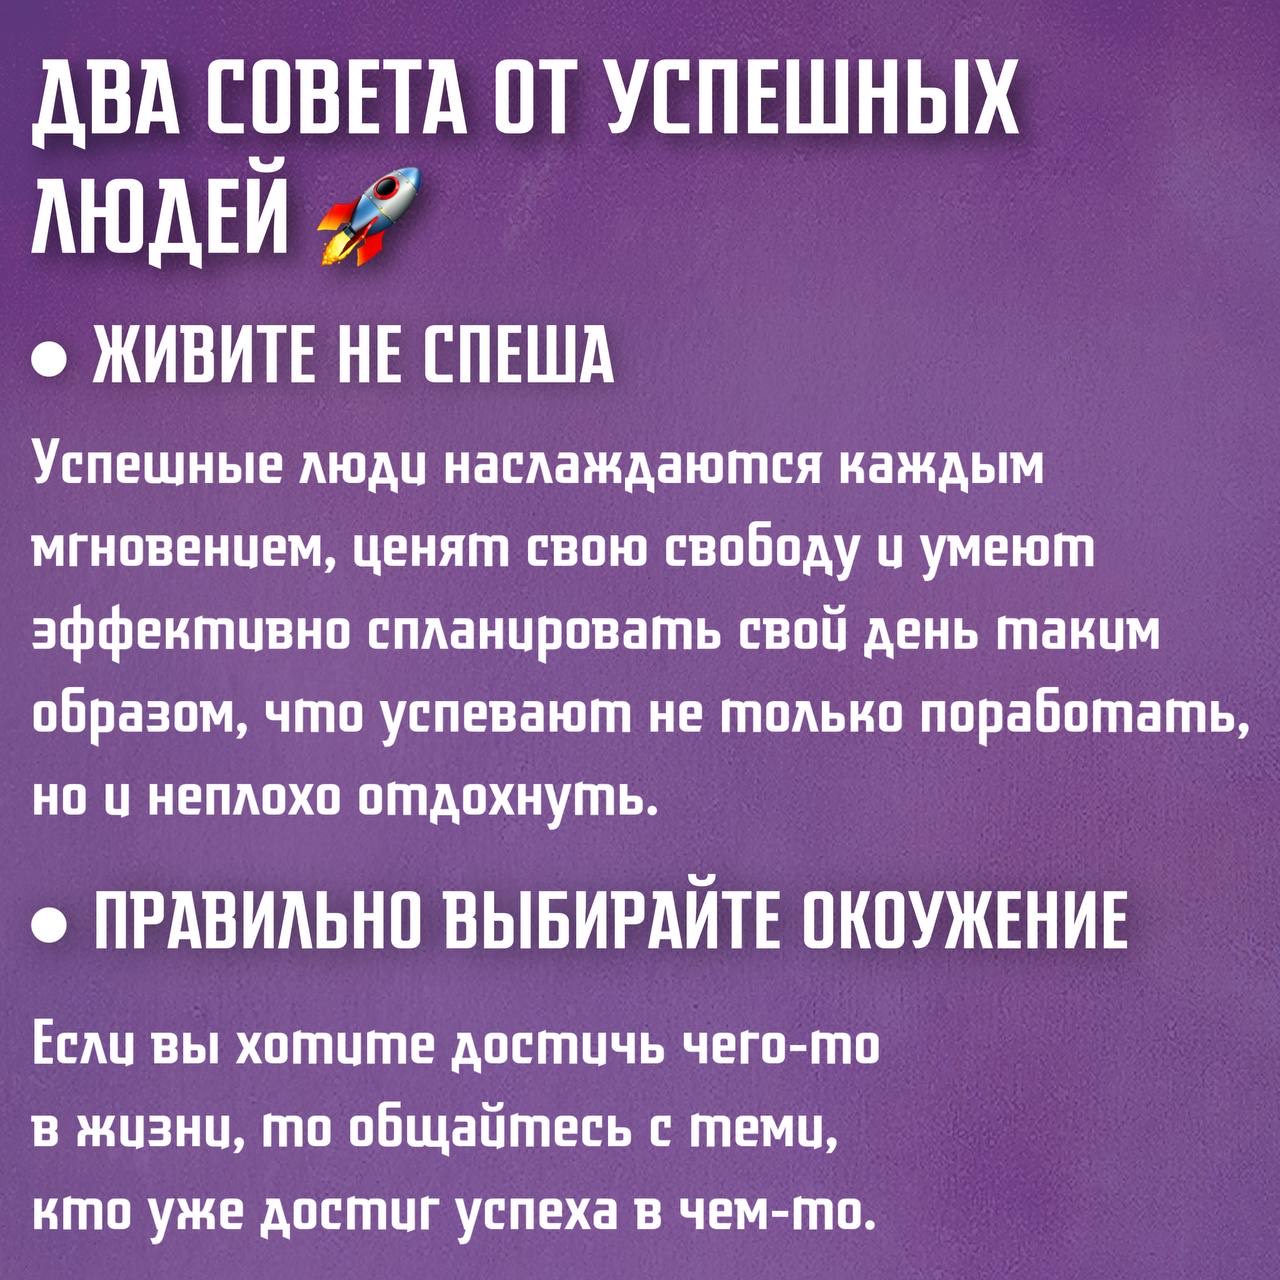 ДВА СОВЕТА ОТ УСПЕШНЫХ
ЛЮДЕЙ 🚀
● ЖИВИТЕ НЕ СПЕША
Успешные люди наслаждаются каждым
мгновением, ценят свою свободу и умеют
эффективно спланировать свой день таким
образом, что успевают не только поработать,
но и неплохо отдохнуть.
● ПРАВИЛЬНО ВЫБИРАЙТЕ ОКОУЖЕНИЕ
Если вы хотите достичь чего-то
в жизни, то общайтесь с теми,
кто уже достиг успеха в чем-то.